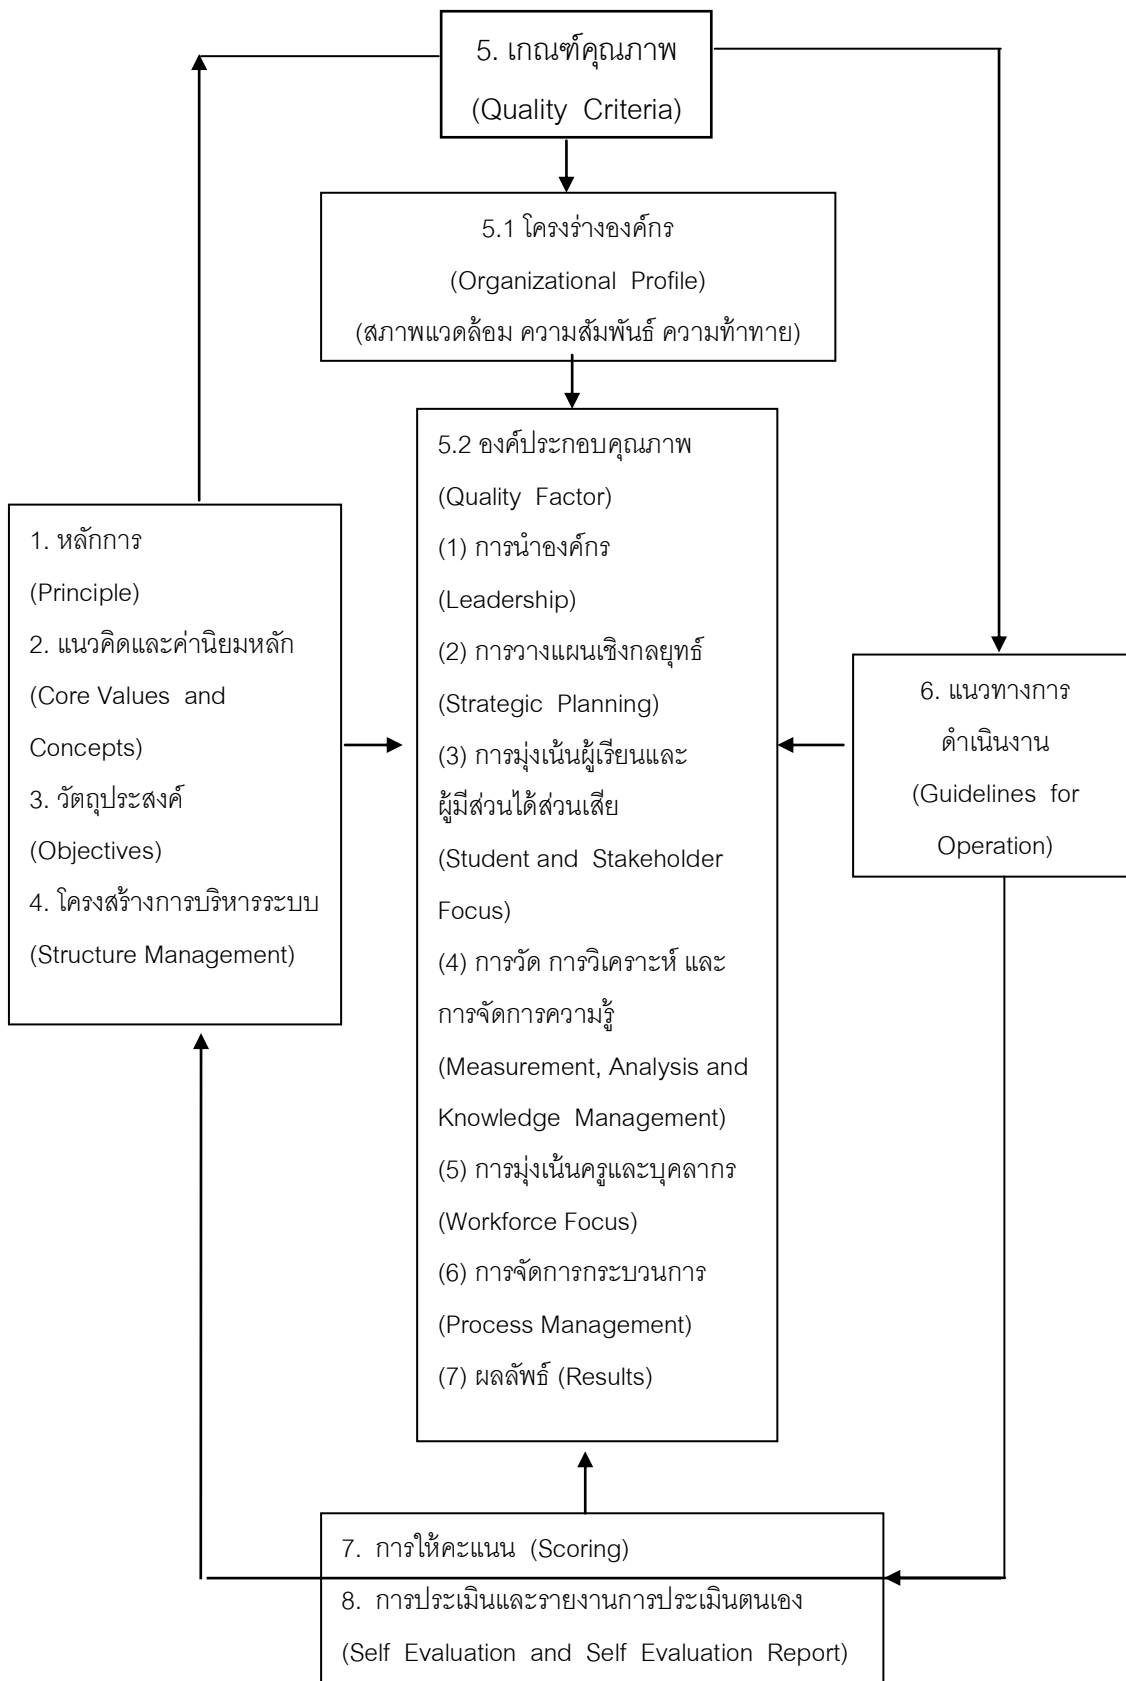 5. เกณฑ์คุณภาพ
(Quality Criteria)
5.1 โครงร่างองค์กร
(Organizational Profile)
(สภาพแวดล้อม ความสัมพันธ์ ความท้าทาย)
1. หลักการ
(Principle)
2. แนวคิดและค่านิยมหลัก
(Core Values and
Concepts)
3. วัตถุประสงค์
(Objectives)
4. โครงสร้างการบริหารระบบ
(Structure Management)
5.2 องค์ประกอบคุณภาพ
(Quality Factor)
(1) การนำองค์กร
(Leadership)
(2) การวางแผนเชิงกลยุทธ์
(Strategic Planning)
(3) การมุ่งเน้นผู้เรียนและ
ผู้มีส่วนได้ส่วนเสีย
(Student and Stakeholder
Focus)
(4) การวัด การวิเคราะห์ และ
การจัดการความรู้
(Measurement, Analysis and
Knowledge Management)
(5) การมุ่งเน้นครูและบุคลากร
(Workforce Focus)
(6) การจัดการกระบวนการ
(Process Management)
(7) ผลลัพธ์ (Results)
6. แนวทางการ
ดำเนินงาน
(Guidelines for
Operation)
7. การให้คะแนน (Scoring)
8. การประเมินและรายงานการประเมินตนเอง
(Self Evaluation and Self Evaluation Report)